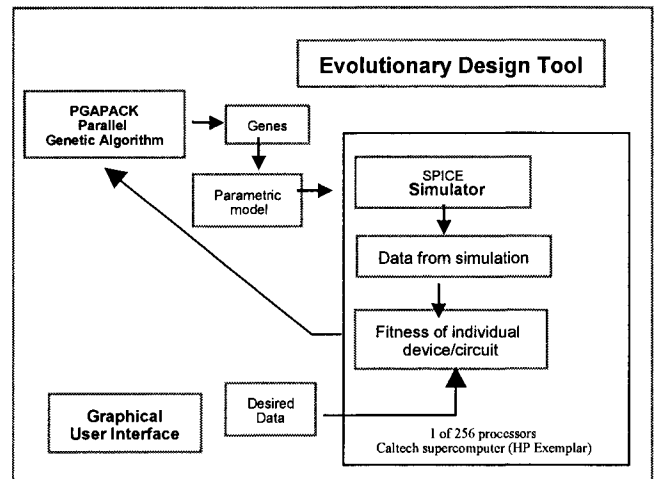 Evolutionary Design Tool
PGAPACK
Parallel
Genetic Algorithm
Genes
Parametric
model
SPICE
Simulator
Data from simulation
Fitness of individual
device/circuit
Desired
Data
Graphical
User Interface
1 of 256 processors
Caltech supercomputer (HP Exemplar)